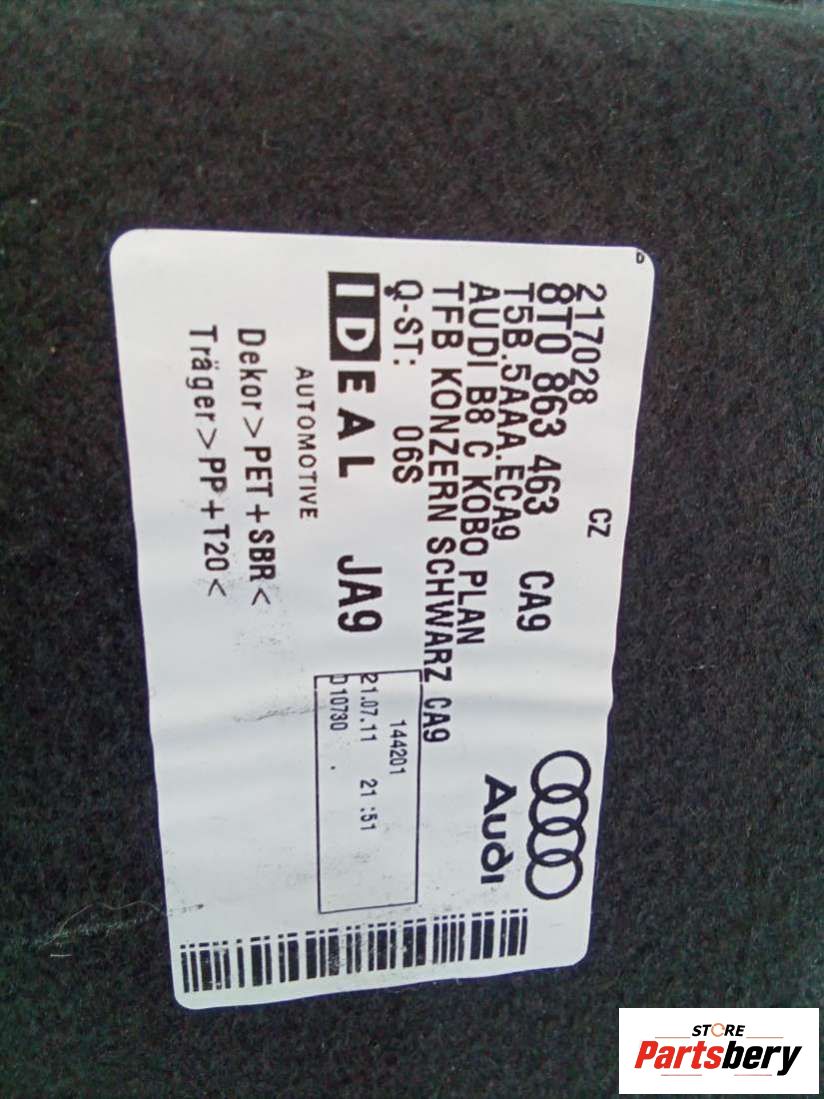 217028 CZ
8T0 863 463 CA9
T5B.5AAA.ECA9
AUDI B8 C KOBO PLAN
TFB KONZERN SCHWARZ CA9
Q-ST: 06S
IDEAL JA9
AUTOMOTIVE
Dekor>PET+SBR<
Träger>PP+T20<
Audi
144201
21.07.11 21:51
D10730 .
STORE
Partsbery